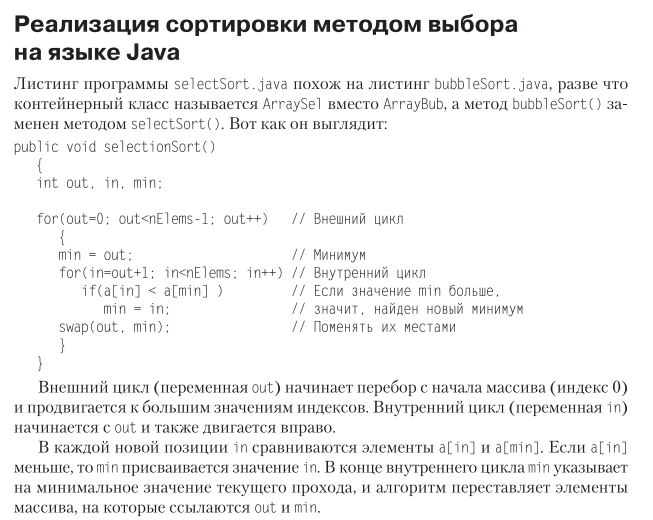 Реализация сортировки методом выбора
на языке Java
Листинг программы selectSort.java похож на листинг bubbleSort.java, разве что
контейнерный класс называется ArraySel вместо ArrayBub, а метод bubbleSort() за-
менен методом selectSort(). Вот как он выглядит:
public void selectionSort()
{
int out, in, min;
for(out=0; out<nElems-1; out++) // Внешний цикл
{
min = out; // Минимум
for(in=out+1; in<nElems; in++) // Внутренний цикл
if(a[in] < a[min] ) // Если значение min больше,
min = in; // значит, найден новый минимум
swap(out, min); // Поменять их местами
}
}
Внешний цикл (переменная out) начинает перебор с начала массива (индекс 0)
и продвигается к большим значениям индексов. Внутренний цикл (переменная in)
начинается с out и также двигается вправо.
В каждой новой позиции in сравниваются элементы a[in] и a[min]. Если a[in]
меньше, то min присваивается значение in. В конце внутреннего цикла min указывает
на минимальное значение текущего прохода, и алгоритм переставляет элементы
массива, на которые ссылаются out и min.